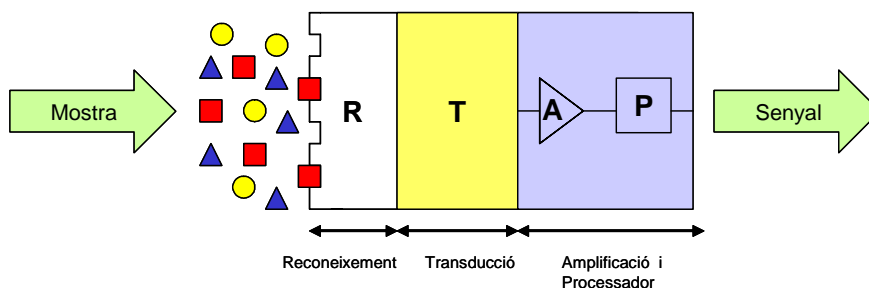 Mostra
R
T
A
P
Senyal
Reconeixement
Transducció
Amplificació i
Processador